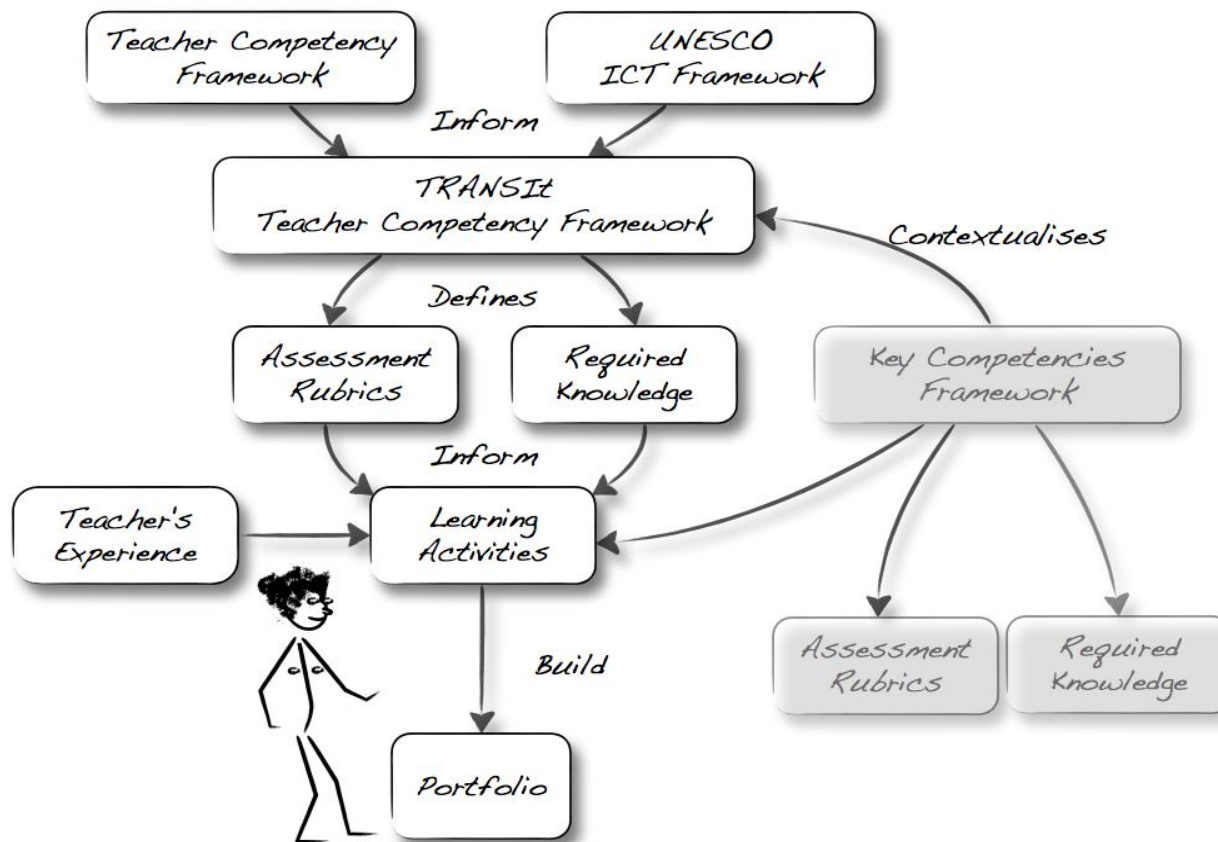 Teacher Competency
Framework
UNESCO
ICT Framework
Inform
TRANSIt
Teacher Competency Framework
Contextualises
Defines
Assessment
Rubrics
Required
Knowledge
Key Competencies
Framework
Inform
Teacher's
Experience
Learning
Activities
Build
Assessment
Rubrics
Required
Knowledge
Portfolio